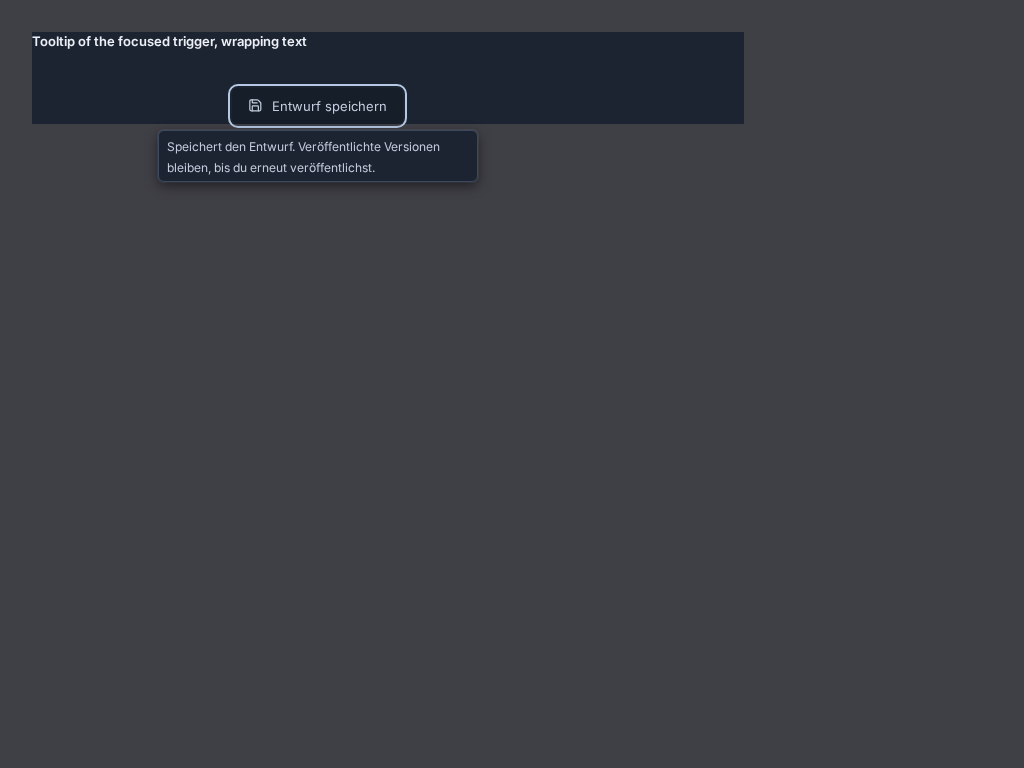 Tooltip of the focused trigger, wrapping text
Entwurf speichern
Speichert den Entwurf. Veröffentlichte Versionen
bleiben, bis du erneut veröffentlichst.